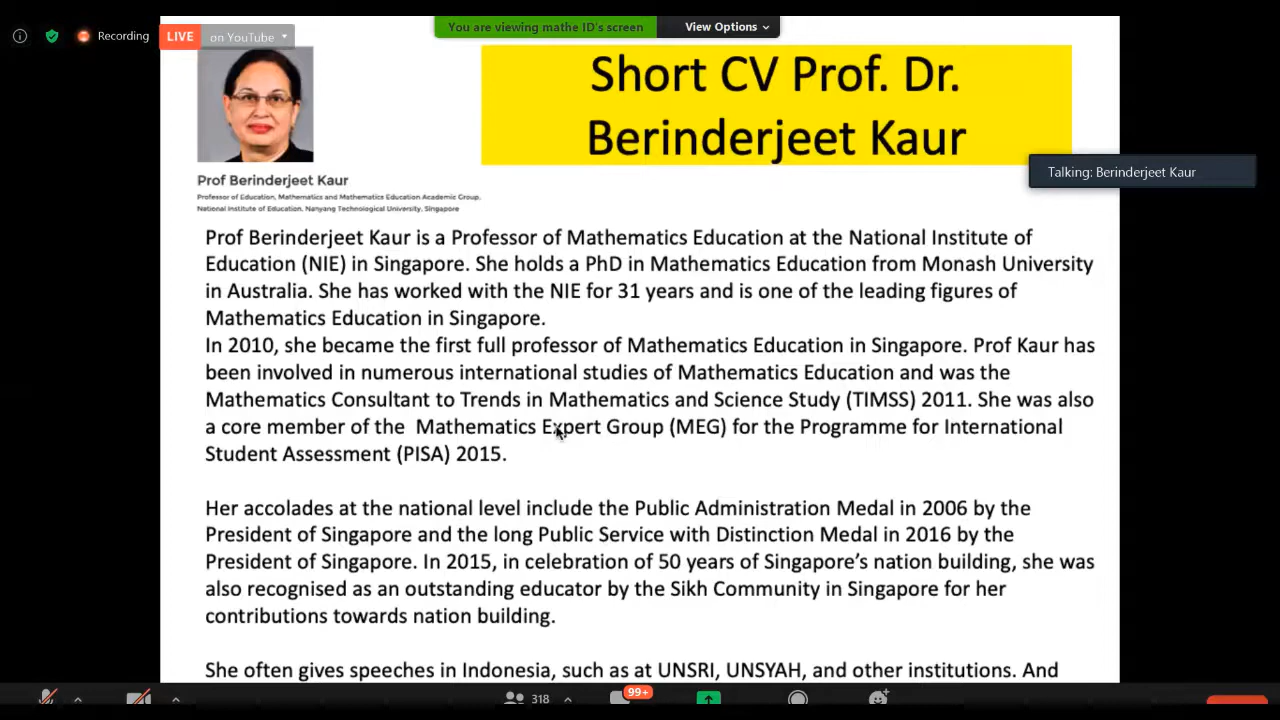 Recording
LIVE
on YouTube
You are viewing mathe ID's screen
View Options
Short CV Prof. Dr.
Berinderjeet Kaur
Talking: Berinderjeet Kaur
Prof Berinderjeet Kaur
Professor of Education, Mathematics and Mathematics Education Academic Group,
National Institute of Education, Nanyang Technological University, Singapore
Prof Berinderjeet Kaur is a Professor of Mathematics Education at the National Institute of
Education (NIE) in Singapore. She holds a PhD in Mathematics Education from Monash University
in Australia. She has worked with the NIE for 31 years and is one of the leading figures of
Mathematics Education in Singapore.
In 2010, she became the first full professor of Mathematics Education in Singapore. Prof Kaur has
been involved in numerous international studies of Mathematics Education and was the
Mathematics Consultant to Trends in Mathematics and Science Study (TIMSS) 2011. She was also
a core member of the Mathematics Expert Group (MEG) for the Programme for International
Student Assessment (PISA) 2015.
Her accolades at the national level include the Public Administration Medal in 2006 by the
President of Singapore and the long Public Service with Distinction Medal in 2016 by the
President of Singapore. In 2015, in celebration of 50 years of Singapore's nation building, she was
also recognised as an outstanding educator by the Sikh Community in Singapore for her
contributions towards nation building.
She often gives speeches in Indonesia, such as at UNSRI, UNSYAH, and other institutions. And
318
99+